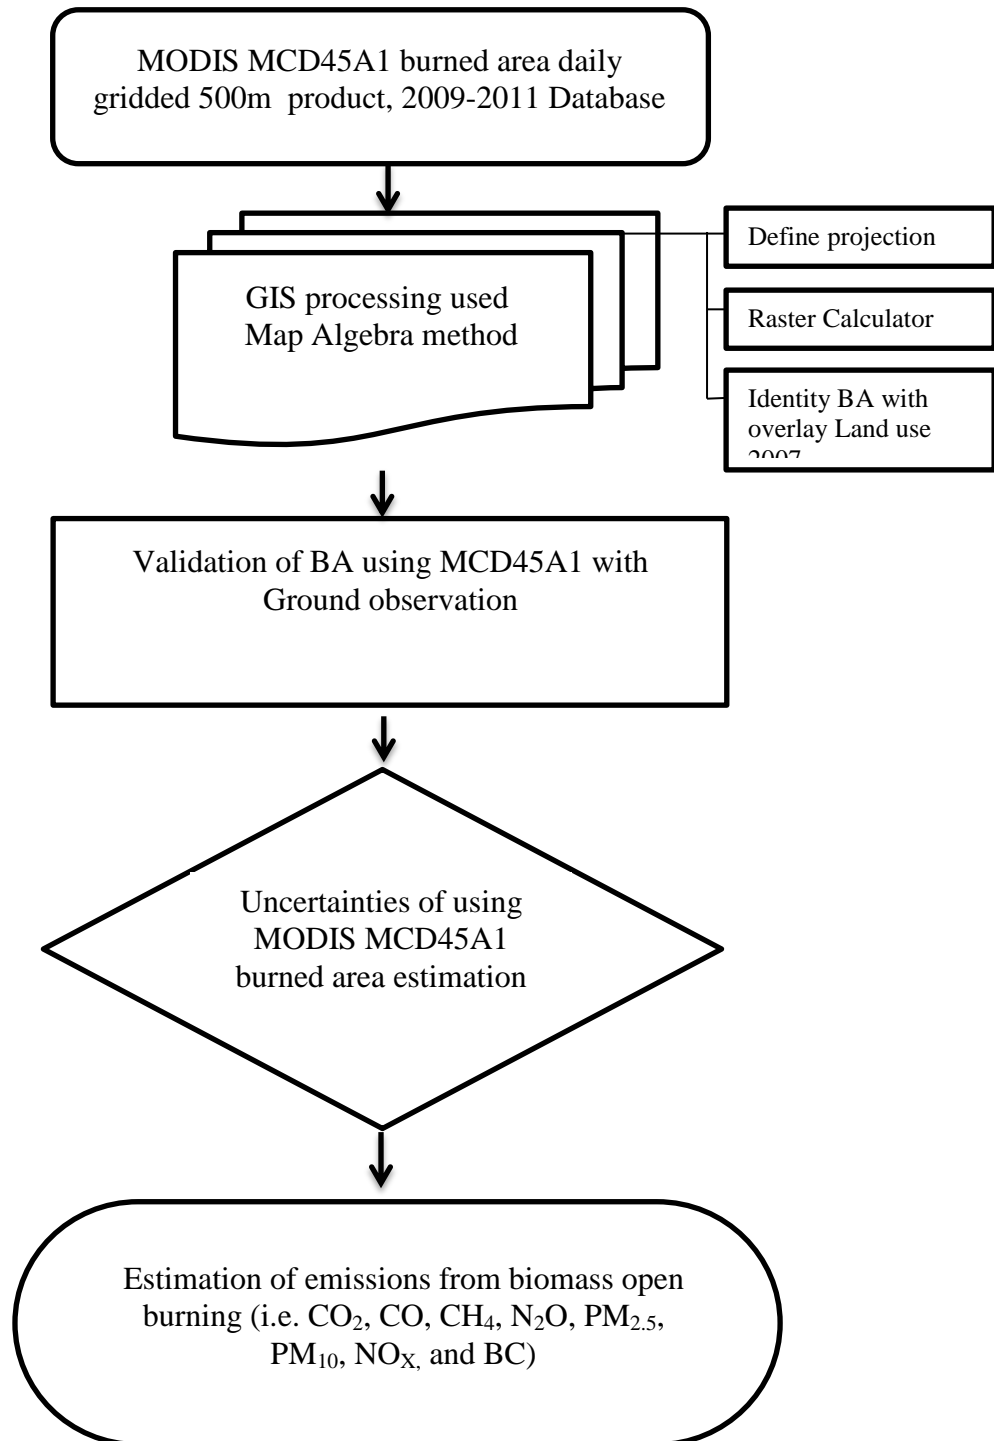 MODIS MCD45A1 burned area daily
gridded 500m product, 2009-2011 Database
GIS processing used
Map Algebra method
Define projection
Raster Calculator
Identity BA with
overlay Land use
2007
Validation of BA using MCD45A1 with
Ground observation
Uncertainties of using
MODIS MCD45A1
burned area estimation
Estimation of emissions from biomass open
burning (i.e. CO₂, CO, CH₄, N₂O, PM₂.₅,
PM₁₀, NOX, and BC)